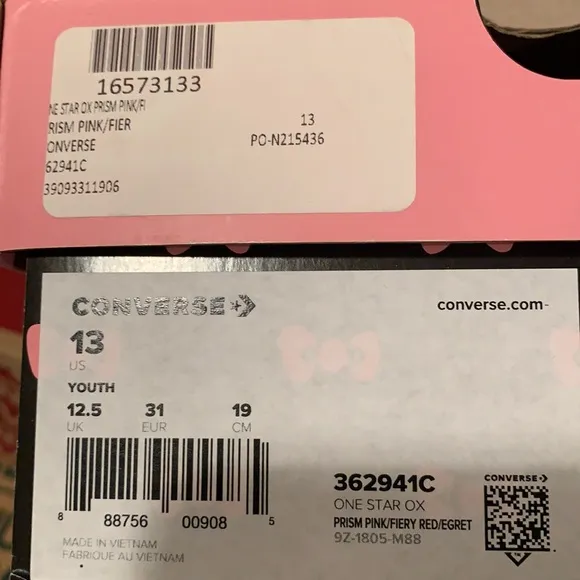 16573133
NE STAR OX PRISM PINK/FI
RISM PINK/FIER 13
ONVERSE PO-N215436
62941C
39093311906
CONVERSE
converse.com-
13
US
YOUTH
12.5 31 19
UK EUR CM
8 88756 00908 5
362941C
ONE STAR OX
PRISM PINK/FIERY RED/EGRET
9Z-1805-M88
CONVERSE
MADE IN VIETNAM
FABRIQUE AU VIETNAM